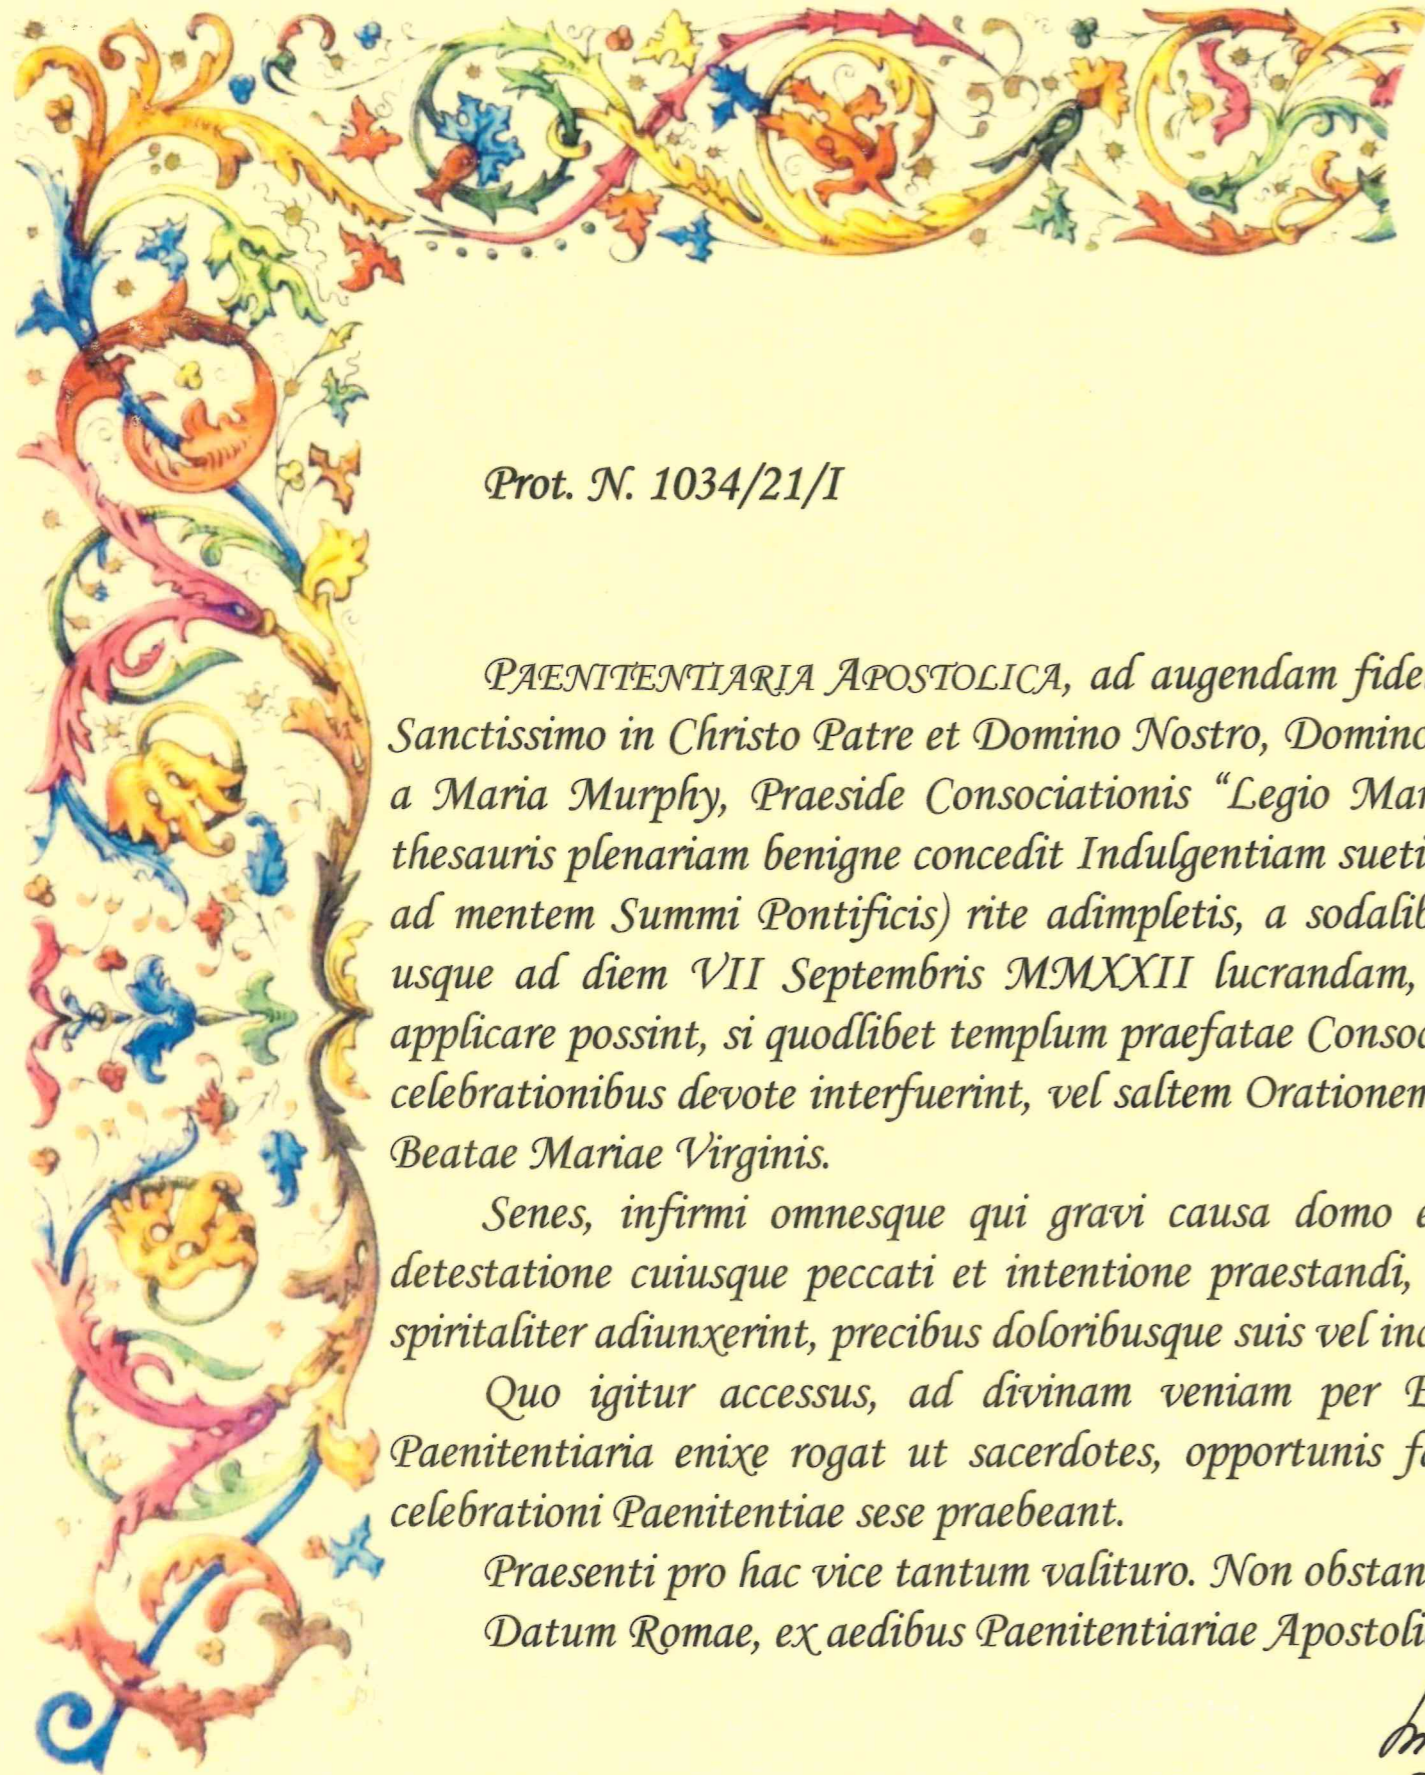 Prot. N. 1034/21/I
PAENITENTIARIA APOSTOLICA, ad augendam fide
Sanctissimo in Christo Patre et Domino Nostro, Domino
a Maria Murphy, Praeside Consociationis “Legio Mar
thesauris plenariam benigne concedit Indulgentiam sueti
ad mentem Summi Pontificis) rite adimpletis, a sodalib
usque ad diem VII Septembris MMXXII lucrandam,
applicare possint, si quodlibet templum praefatae Consoc
celebrationibus devote interfuerint, vel saltem Orationem
Beatae Mariae Virginis.
Senes, infirmi omnesque qui gravi causa domo e
detestatione cuiusque peccati et intentione praestandi,
spiritaliter adiunxerint, precibus doloribusque suis vel inc
Quo igitur accessus, ad divinam veniam per E
Paenitentiaria enixe rogat ut sacerdotes, opportunis fa
celebrationi Paenitentiae sese praebeant.
Praesenti pro hac vice tantum valituro. Non obstan
Datum Romae, ex aedibus Paenitentiariae Apostoli